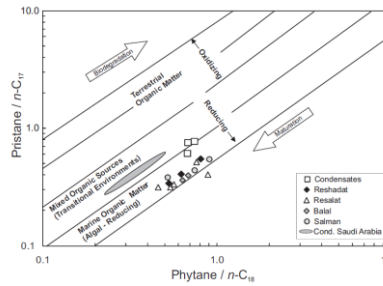 10.0
Biodegradation
Oxidizing
Terrestrial
Organic Matter
Pristane / n-C17
1.0
Reducing
Maturation
Mixed Organic Sources
(Transitional Environments)
Marine Organic Matter
(Algal - Reducing)
Condensates
Reshadat
Resalat
Balal
Salman
Cond. Saudi Arabia
0.1
0.1
1.0
Phytane / n-C18